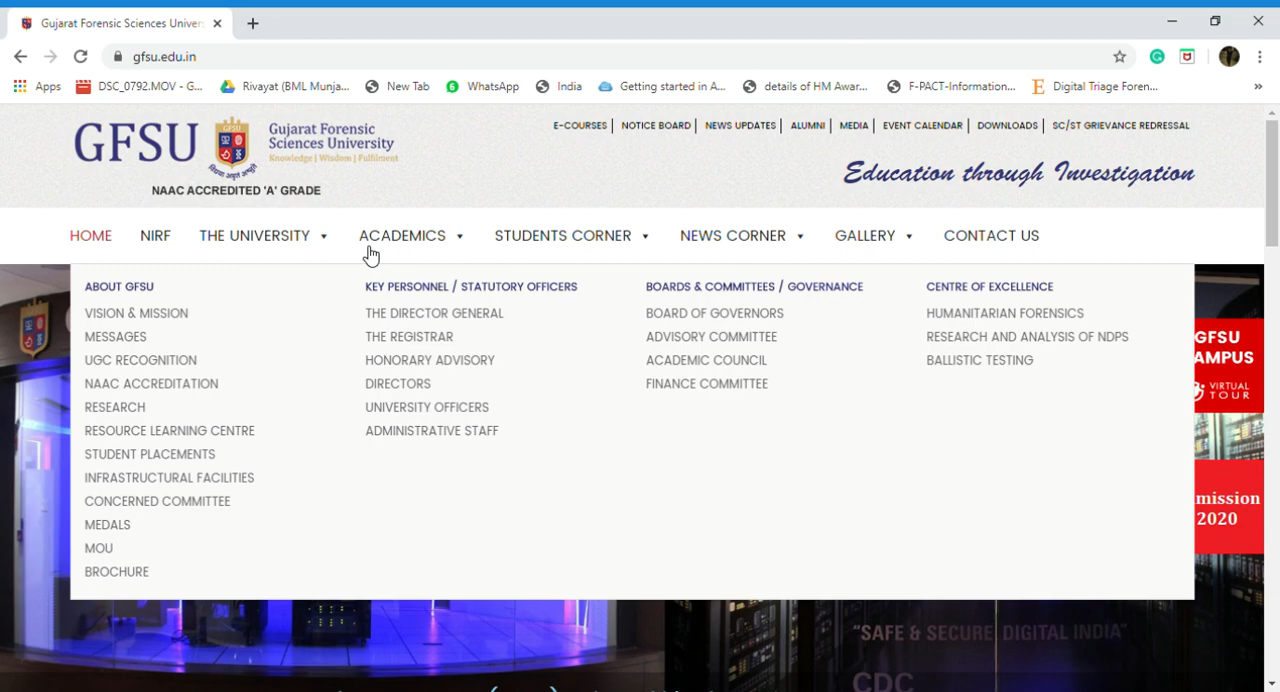 Gujarat Forensic Sciences Univer
gfsu.edu.in
Apps DSC_0792.MOV - G... Rivayat (BML Munja... New Tab WhatsApp India Getting started in A... details of HM Awar... F-PACT-Information... Digital Triage Foren... »
E-COURSES | NOTICE BOARD | NEWS UPDATES | ALUMNI | MEDIA | EVENT CALENDAR | DOWNLOADS | SC/ST GRIEVANCE REDRESSAL
GFSU
Gujarat Forensic
Sciences University
Knowledge | Wisdom | Fulfilment
NAAC ACCREDITED 'A' GRADE
Education through Investigation
HOME NIRF THE UNIVERSITY ACADEMICS STUDENTS CORNER NEWS CORNER GALLERY CONTACT US
ABOUT GFSU
VISION & MISSION
MESSAGES
UGC RECOGNITION
NAAC ACCREDITATION
RESEARCH
RESOURCE LEARNING CENTRE
STUDENT PLACEMENTS
INFRASTRUCTURAL FACILITIES
CONCERNED COMMITTEE
MEDALS
MOU
BROCHURE
KEY PERSONNEL / STATUTORY OFFICERS
THE DIRECTOR GENERAL
THE REGISTRAR
HONORARY ADVISORY
DIRECTORS
UNIVERSITY OFFICERS
ADMINISTRATIVE STAFF
BOARDS & COMMITTEES / GOVERNANCE
BOARD OF GOVERNORS
ADVISORY COMMITTEE
ACADEMIC COUNCIL
FINANCE COMMITTEE
CENTRE OF EXCELLENCE
HUMANITARIAN FORENSICS
RESEARCH AND ANALYSIS OF NDPS
BALLISTIC TESTING
GFSU
AMPUS
VIRTUAL
TOUR
mission
2020
"SAFE & SECURE DIGITAL INDIA"
CDC